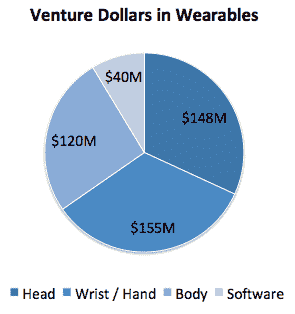 Venture Dollars in Wearables
$40M
$148M
$120M
$155M
Head Wrist / Hand Body Software